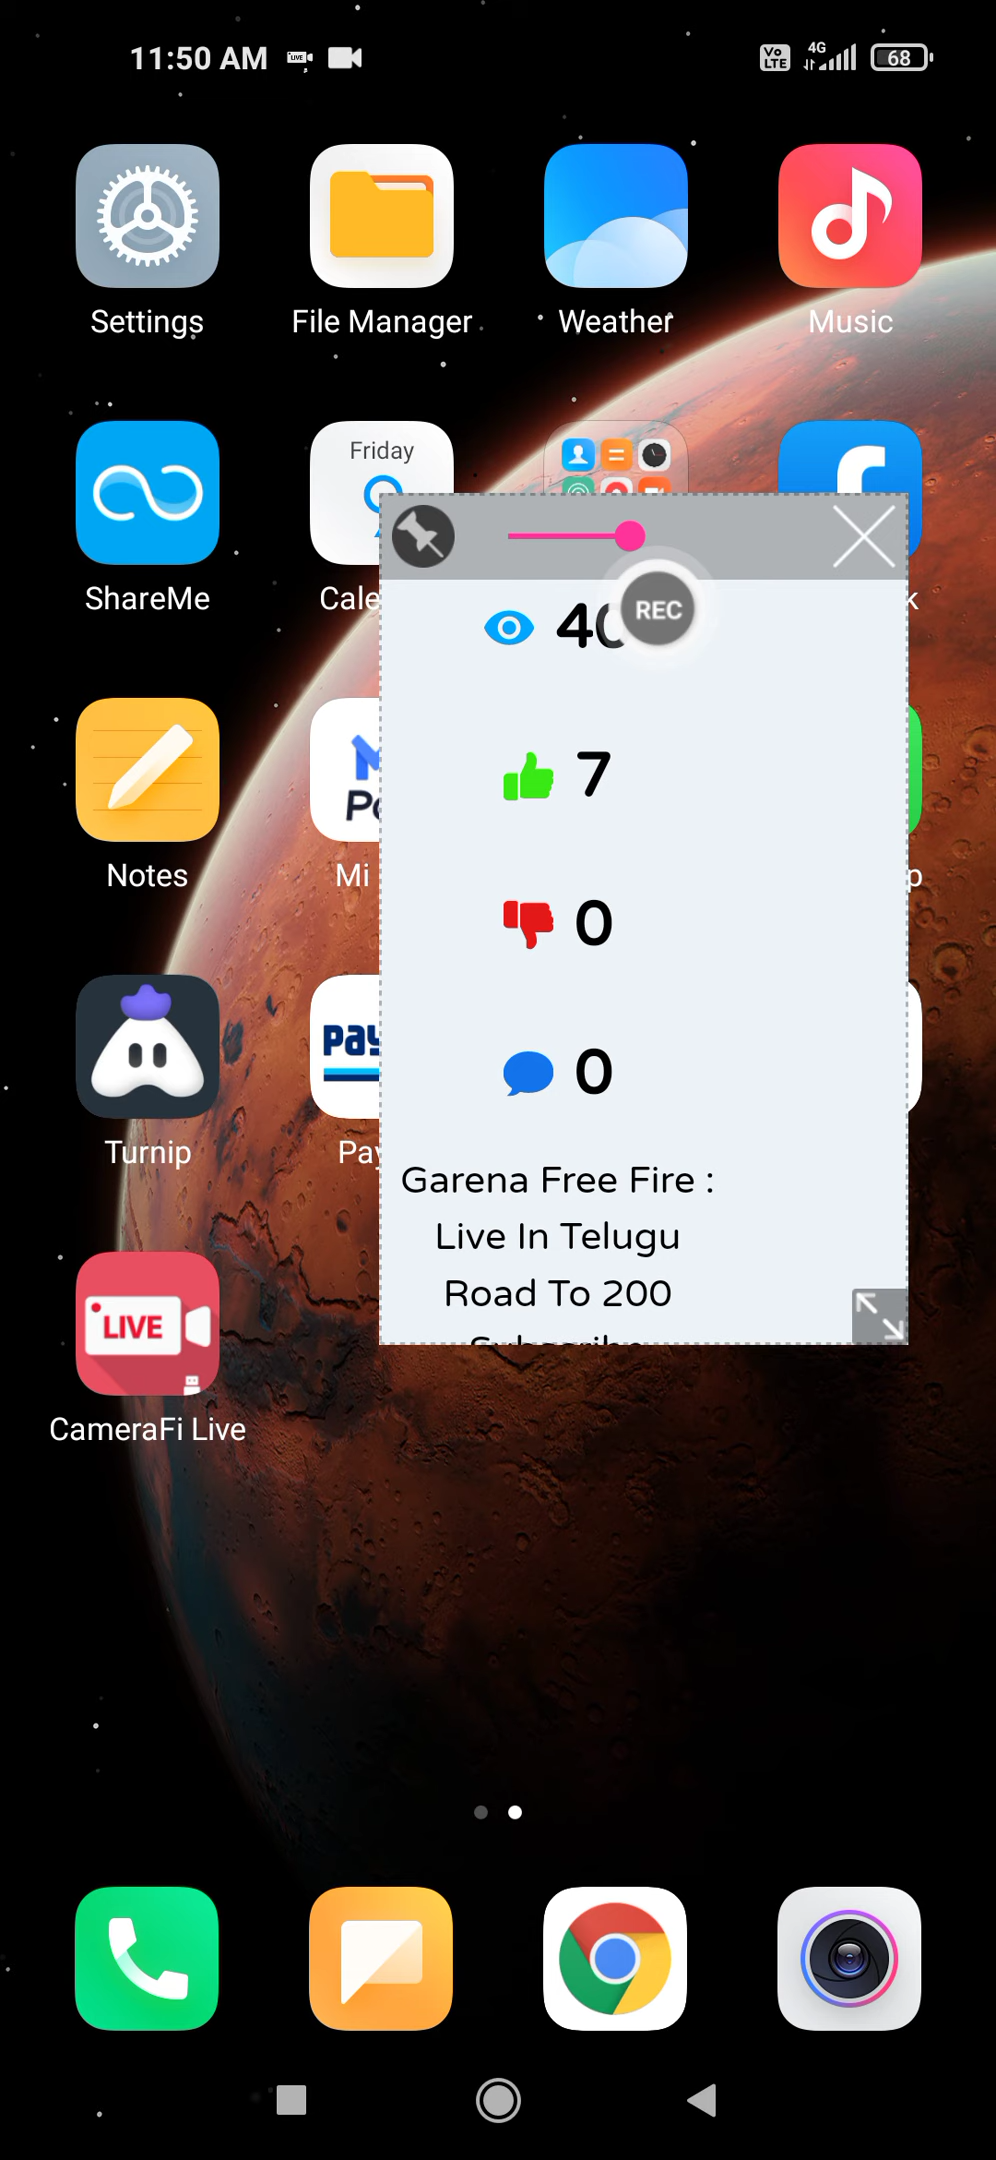 11:50 AM
LIVE
Vo LTE
4G
68
Settings
File Manager
Weather
Music
Friday
ShareMe
REC
7
Notes
Mi
0
0
Turnip
Garena Free Fire :
Live In Telugu
Road To 200
LIVE
CameraFi Live